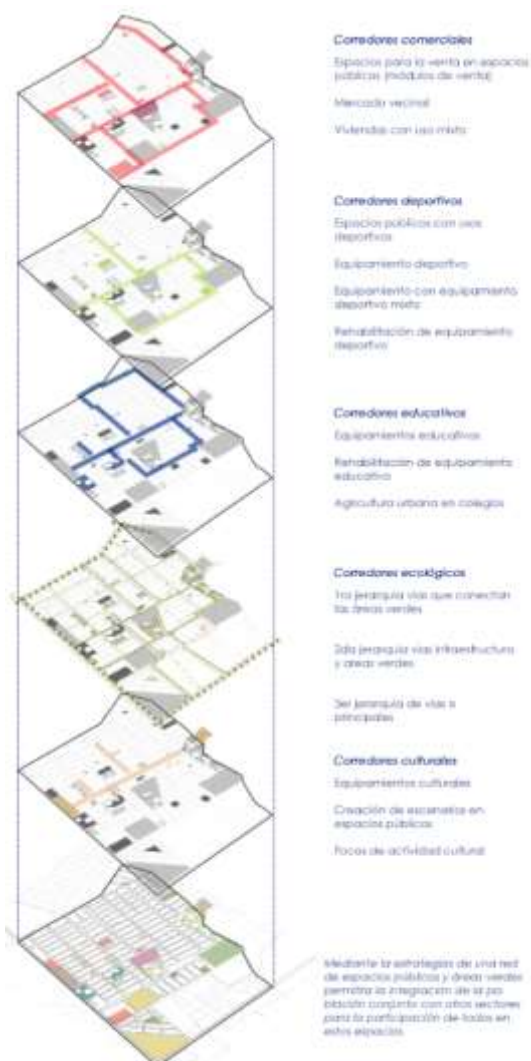 Corredores comerciales
Espacios para la venta en espacios
públicos (módulos de venta)
Mercado vecinal
Viviendas con uso mixto
Corredores deportivos
Espacios públicos con usos
deportivos
Equipamiento deportivo
Equipamiento con equipamiento
deportivo mixto
Rehabilitación de equipamiento
deportivo
Corredores educativos
Equipamientos educativos
Rehabilitación de equipamiento
educativo
Agricultura urbana en colegios
Corredores ecológicos
1ra jerarquía vías que conectan
las áreas verdes
2da jerarquía vías infraestructura
y áreas verdes
3er jerarquía de vías
principales
Corredores culturales
Equipamientos culturales
Creación de escenarios en
espacios públicos
Focos de actividad cultural
Mediante la estrategias de una red
de espacios públicos y áreas verdes
permitira la integración de la po
blación conjunto con otros sectores
para la participación de todos en
estos espacios